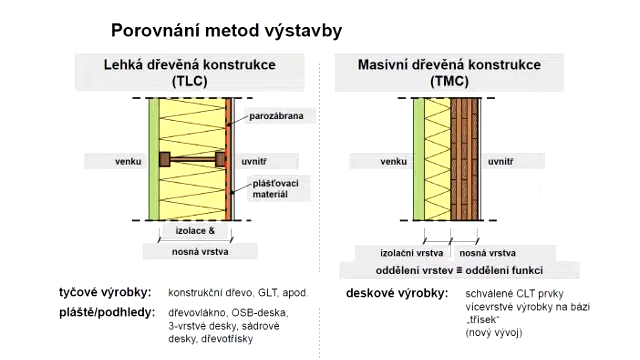 Porovnání metod výstavby
Lehká dřevěná konstrukce
(TLC)
parozábrana
venku
uvnitř
plášťovací
materiál
izolace &
nosná vrstva
tyčové výrobky: konstrukční dřevo, GLT, apod.
pláště/podhledy: dřevovlákno, OSB-deska,
3-vrstvé desky, sádrové
desky, dřevotřísky
Masivní dřevěná konstrukce
(TMC)
venku
uvnitř
izolační vrstva
nosná vrstva
oddělení vrstev ≡ oddělení funkcí
deskové výrobky: schválené CLT prvky
vícevrstvé výrobky na bázi
„třísek“
(nový vývoj)